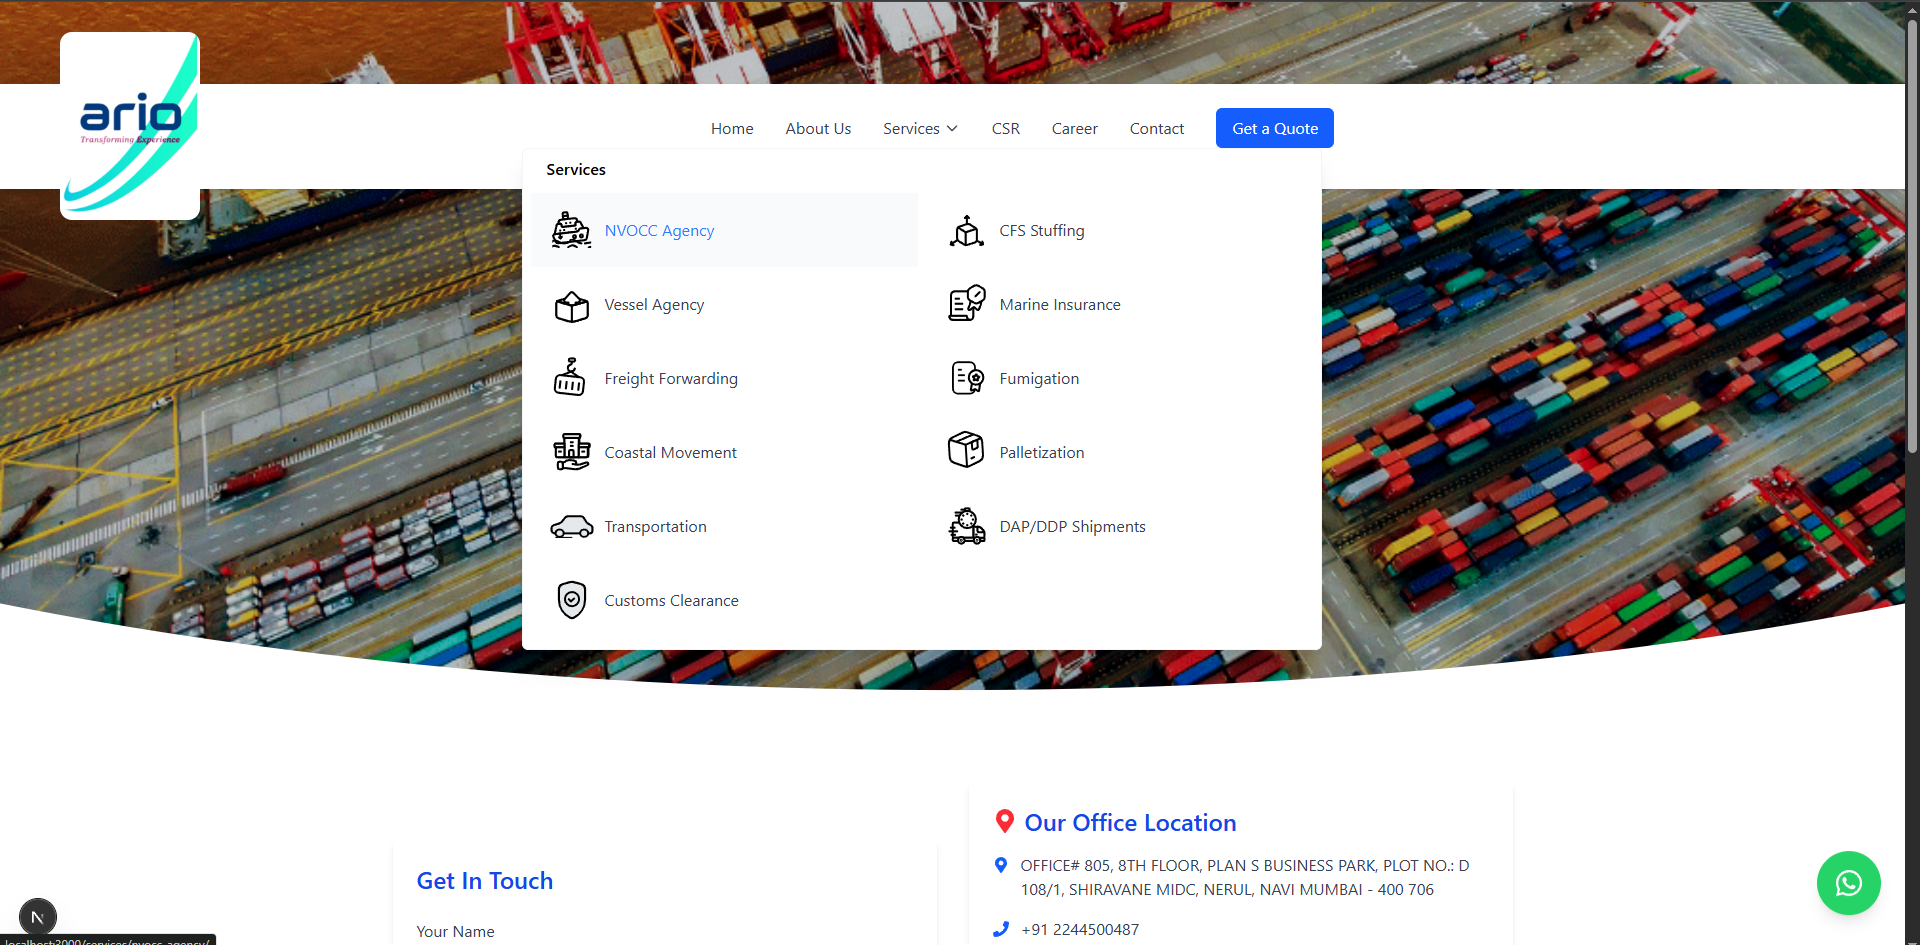 ario
Transforming Experience
Home
About Us
Services
CSR
Career
Contact
Get a Quote
Services
NVOCC Agency
CFS Stuffing
Vessel Agency
Marine Insurance
Freight Forwarding
Fumigation
Coastal Movement
Palletization
Transportation
DAP/DDP Shipments
Customs Clearance
Our Office Location
OFFICE# 805, 8TH FLOOR, PLAN S BUSINESS PARK, PLOT NO.: D
108/1, SHIRAVANE MIDC, NERUL, NAVI MUMBAI - 400 706
+91 2244500487
Get In Touch
Your Name
N
localhost:3000/services/nvocc-agency/